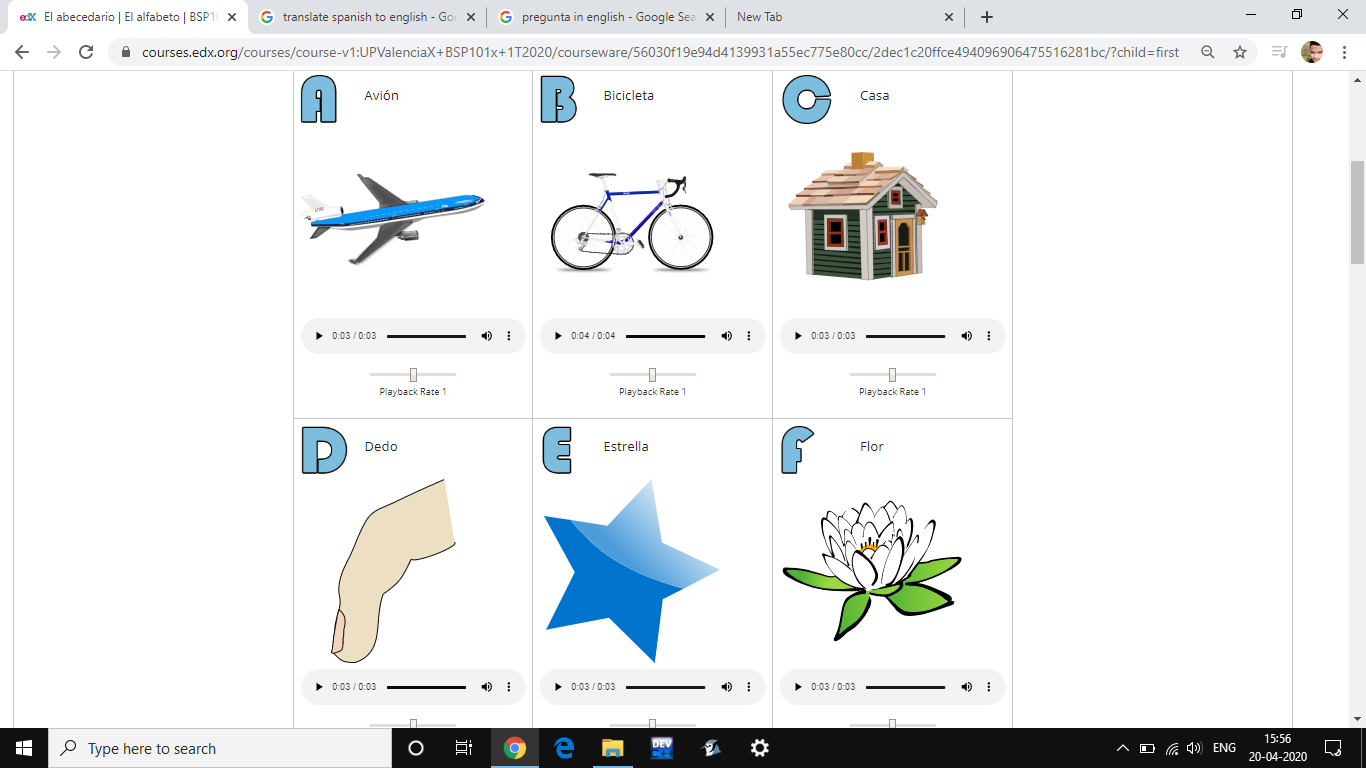 edX El abecedario | El alfabeto | BSP10
translate spanish to english - Goo
pregunta in english - Google Sea
New Tab
courses.edx.org/courses/course-v1:UPValenciaX+BSP101x+1T2020/courseware/56030f19e94d4139931a55ec775e80cc/2dec1c20ffce494096906475516281bc/?child=first
A Avión
B Bicicleta
C Casa
0:03 / 0:03
0:04 / 0:04
0:03 / 0:03
Playback Rate 1
Playback Rate 1
Playback Rate 1
D Dedo
E Estrella
F Flor
0:03 / 0:03
0:03 / 0:03
0:03 / 0:03
Type here to search
DEV
ENG
15:56
20-04-2020